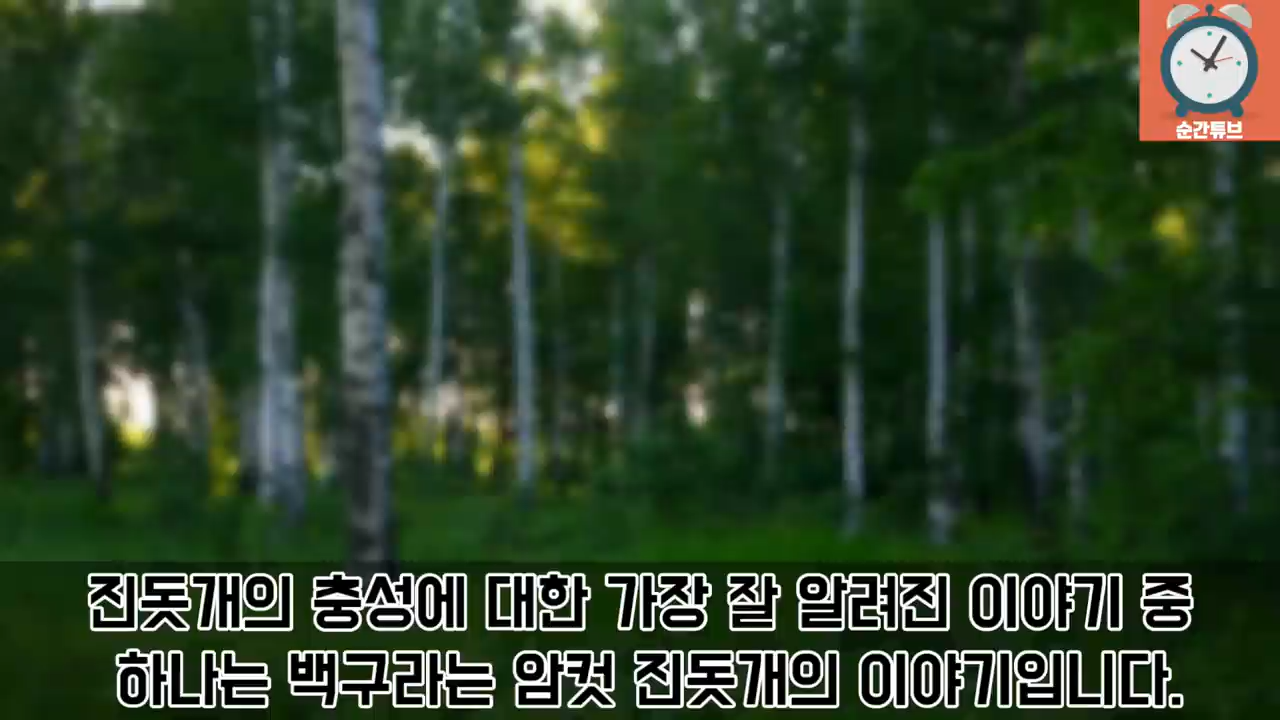 순간튜브
진돗개의 충성에 대한 가장 잘 알려진 이야기 중
하나는 백구라는 암컷 진돗개의 이야기입니다.